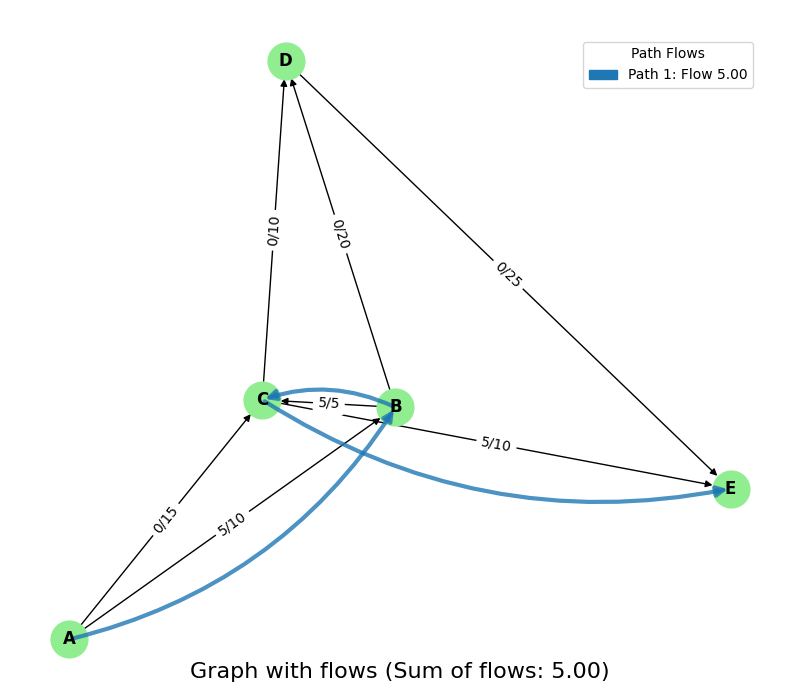 D
Path Flows
Path 1: Flow 5.00
0/10
0/20
0/25
C
5/5
B
5/10
E
0/15
5/10
A
Graph with flows (Sum of flows: 5.00)